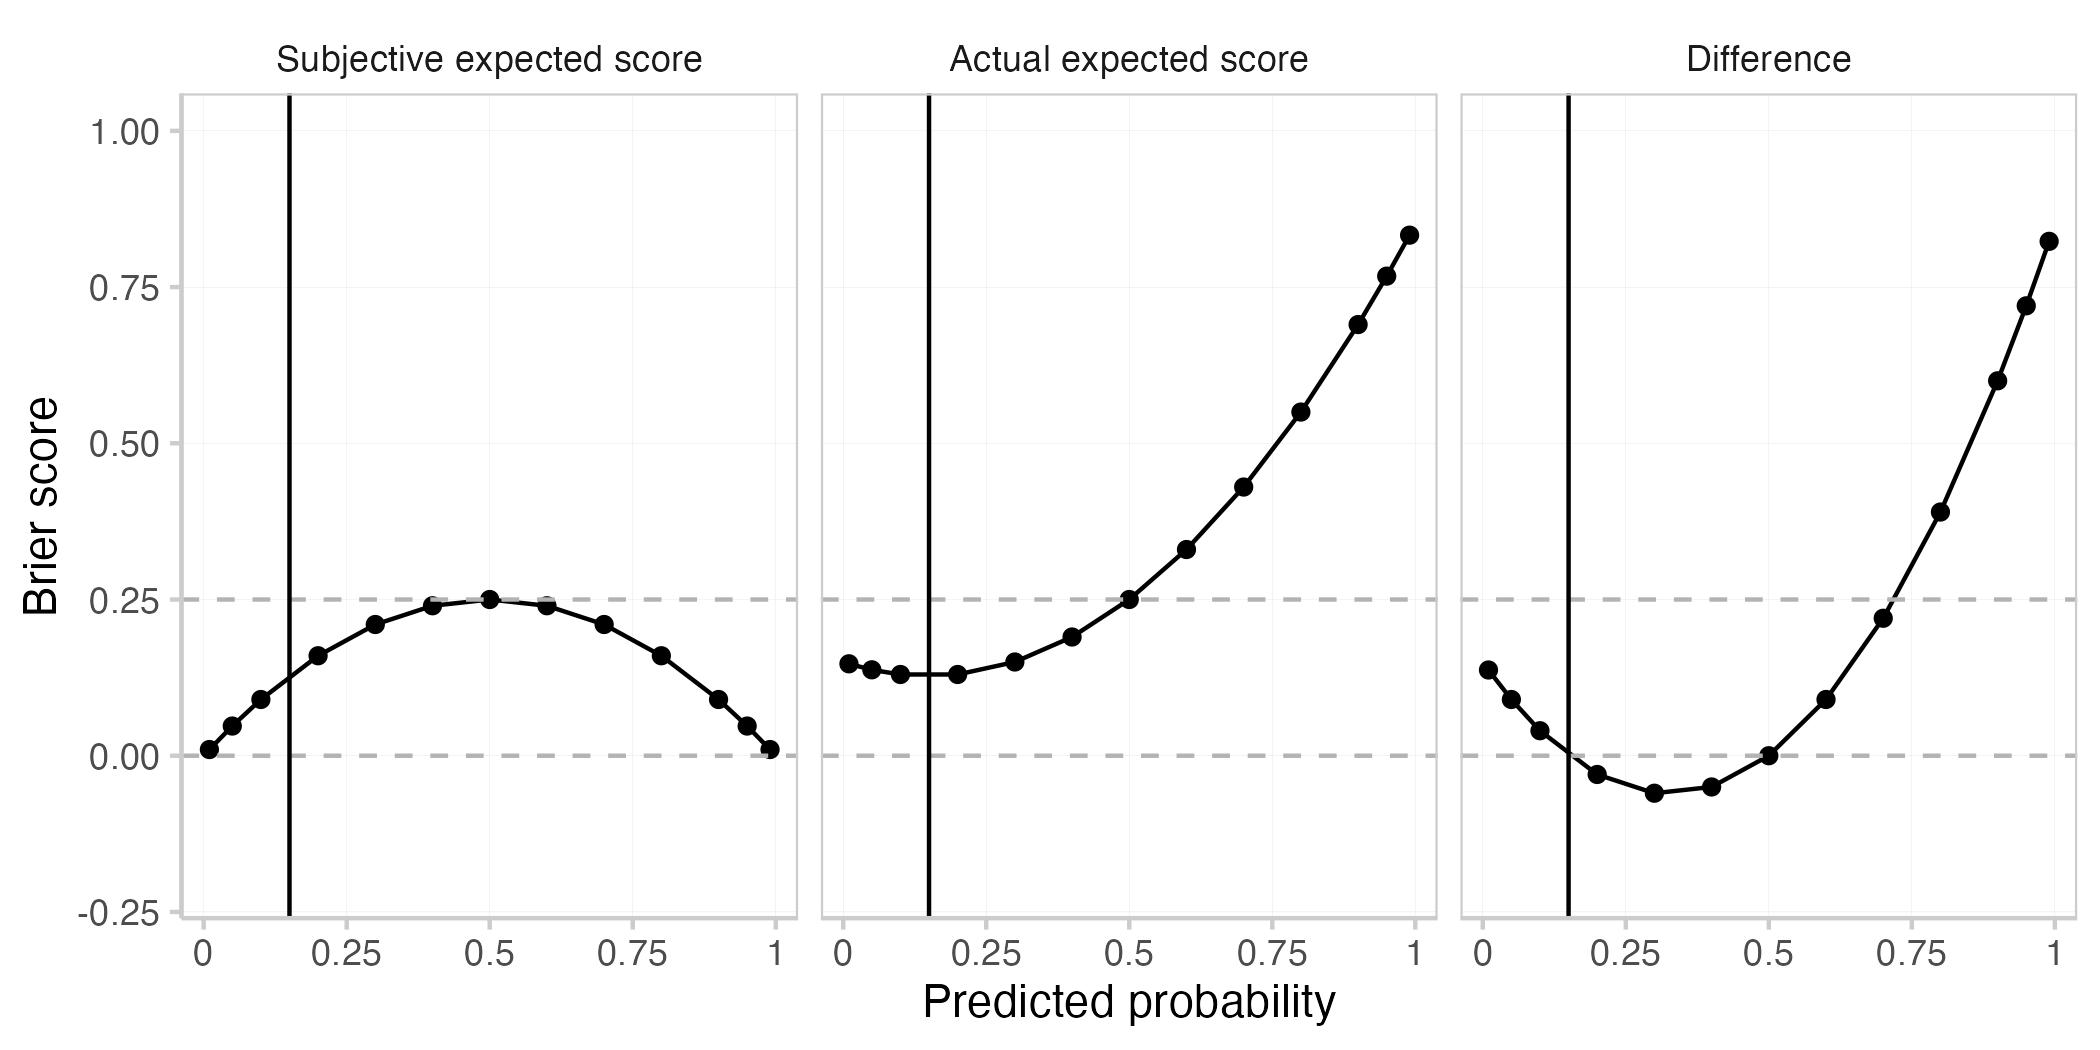 Subjective expected score Actual expected score Difference
1.00
0.75
0.50
0.25
0.00
-0.25
Brier score
0 0.25 0.5 0.75 1 0 0.25 0.5 0.75 1 0 0.25 0.5 0.75 1
Predicted probability